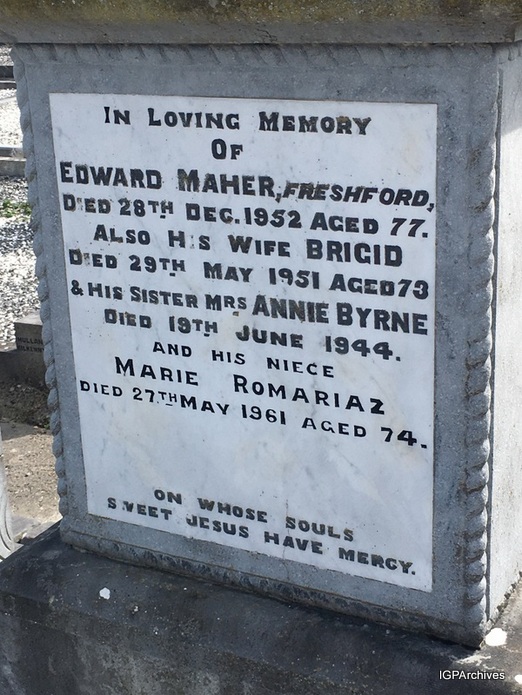 IN LOVING MEMORY
OF
EDWARD MAHER, FRESHFORD,
DIED 28TH DEC. 1952 AGED 77.
ALSO HIS WIFE BRIGID
DIED 29TH MAY 1951 AGED 73
& HIS SISTER MRS ANNIE BYRNE
DIED 19TH JUNE 1944.
AND HIS NIECE
MARIE ROMARIAZ
DIED 27TH MAY 1961 AGED 74.
ON WHOSE SOULS
SWEET JESUS HAVE MERCY.
IGPArchives